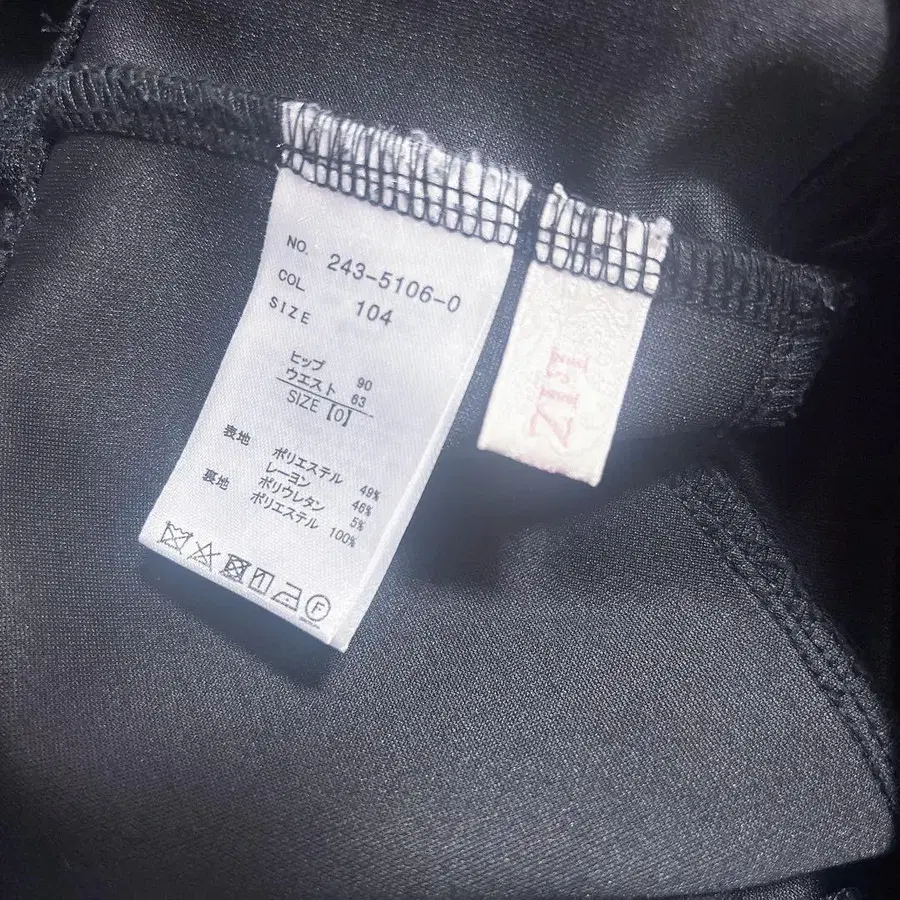 NO. 243-5106-0
COL 104
SIZE
ヒップ 90
ウエスト 63
SIZE【0】
表地 ポリエステル 49%
レーヨン 46%
ポリウレタン 5%
裏地 ポリエステル 100%
F